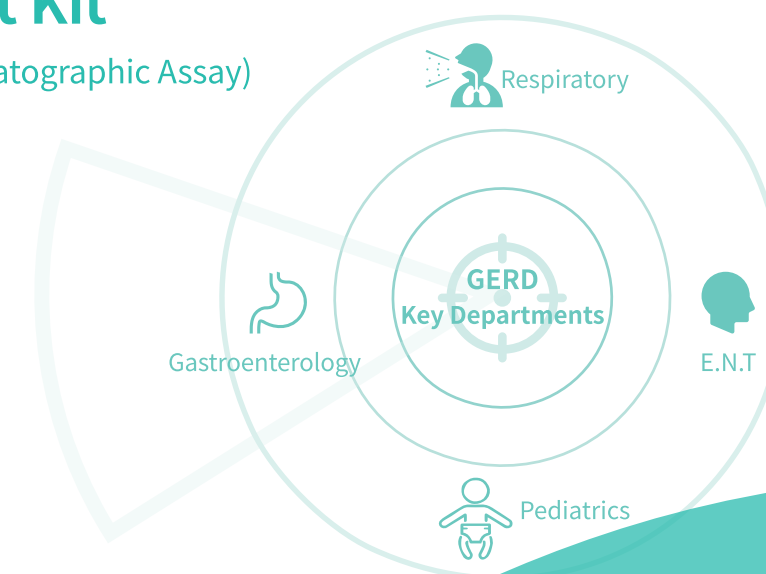 Kit
atographic Assay)
Respiratory
GERD
Key Departments
Gastroenterology
E.N.T
Pediatrics